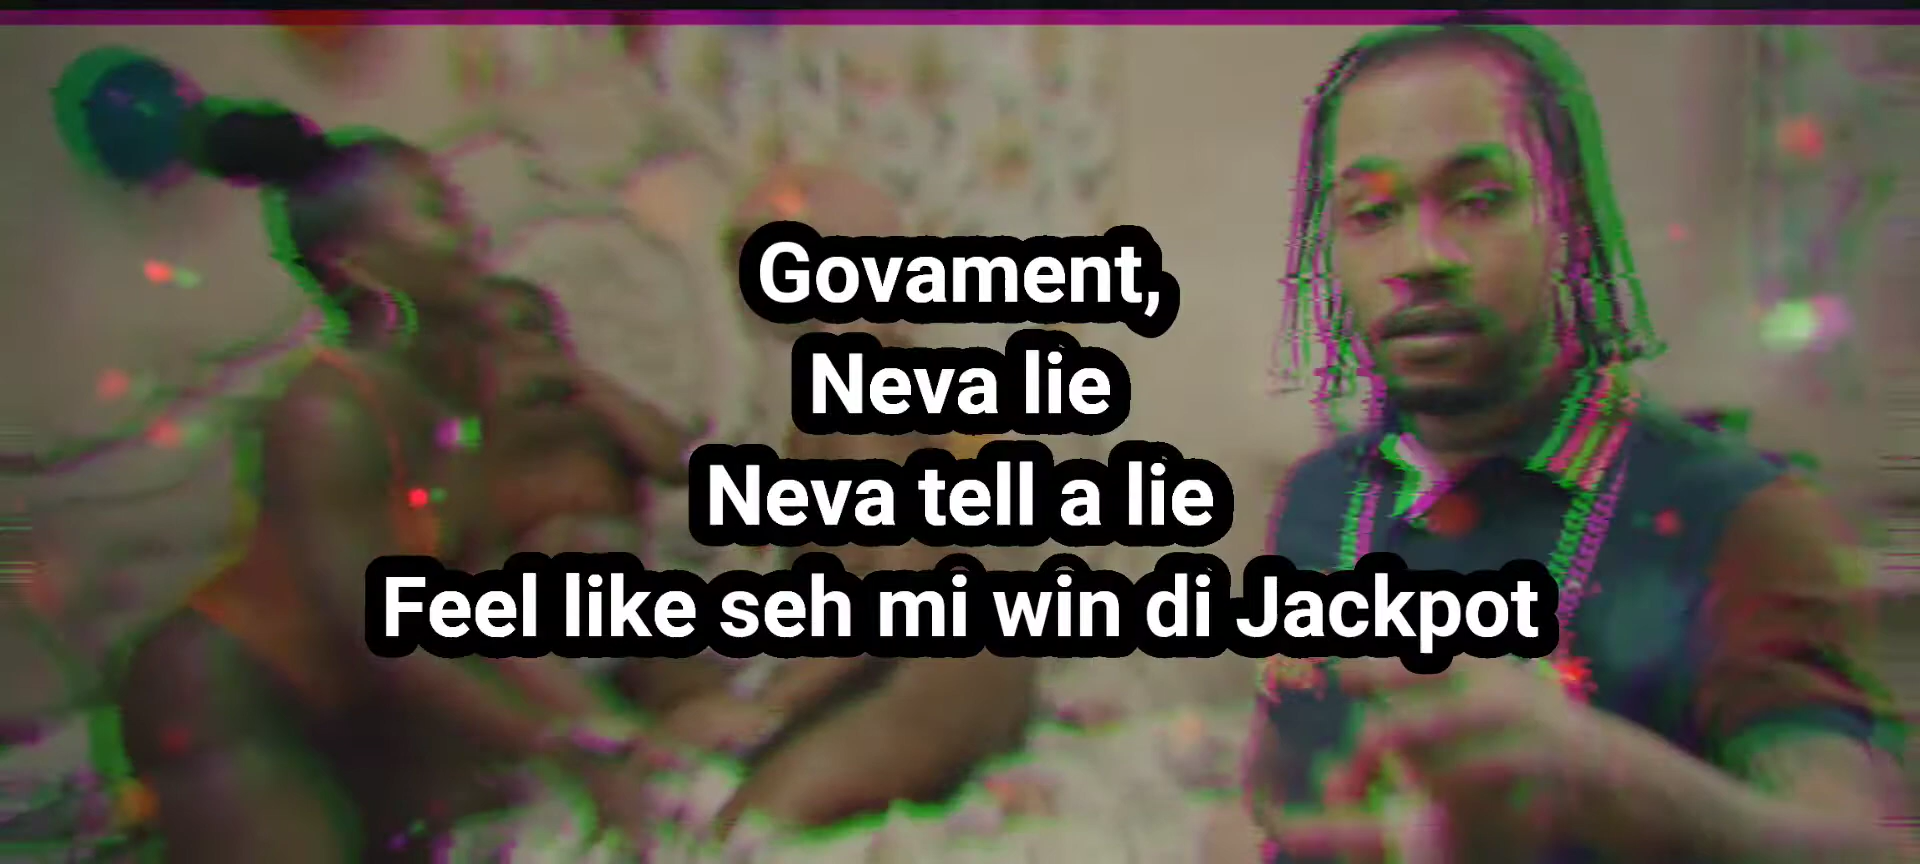 Govament,
Neva lie
Neva tell a lie
Feel like seh mi win di Jackpot